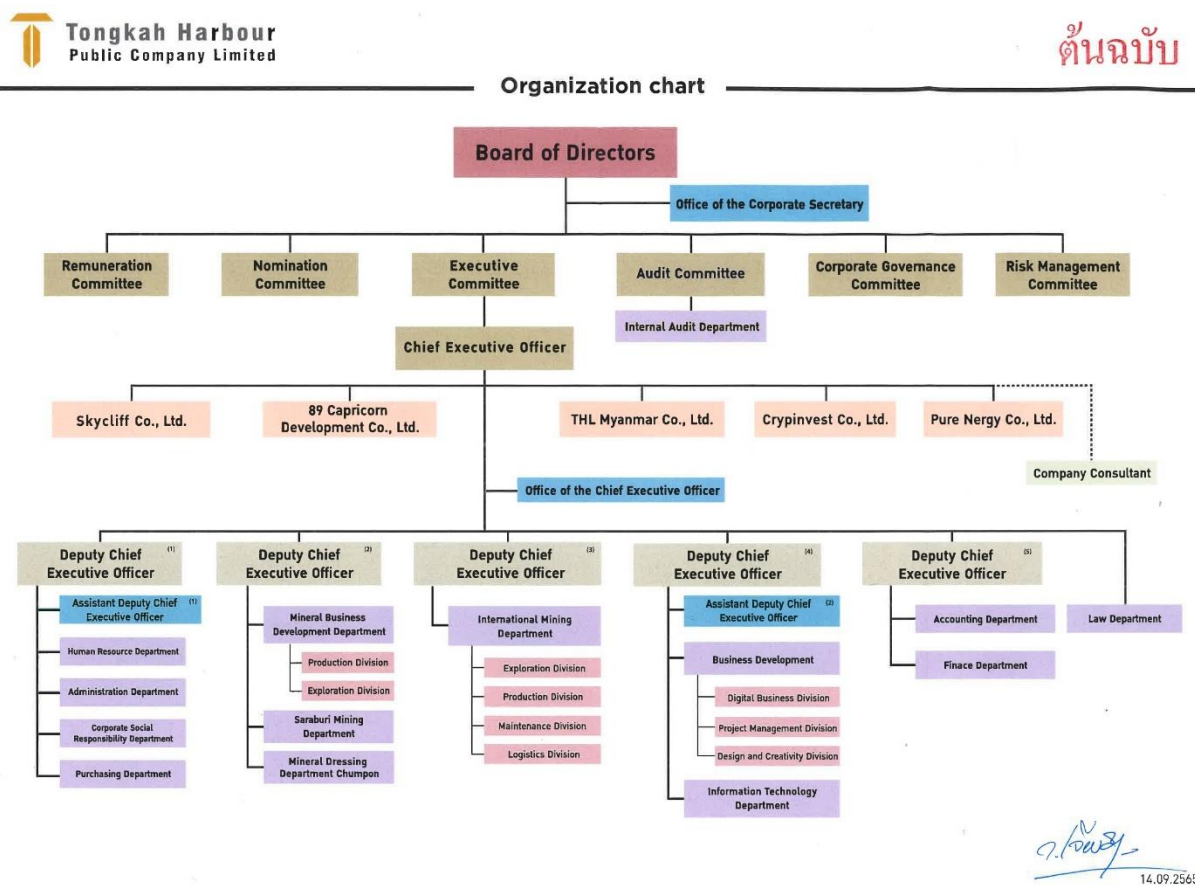 Tongkah Harbour
Public Company Limited
ต้นฉบับ
Organization chart
Board of Directors
Office of the Corporate Secretary
Remuneration
Committee
Nomination
Committee
Executive
Committee
Audit Committee
Corporate Governance
Committee
Risk Management
Committee
Internal Audit Department
Chief Executive Officer
Skycliff Co., Ltd.
89 Capricorn
Development Co., Ltd.
THL Myanmar Co., Ltd.
Crypinvest Co., Ltd.
Pure Nergy Co., Ltd.
Company Consultant
Office of the Chief Executive Officer
Deputy Chief (1)
Executive Officer
Assistant Deputy Chief (1)
Executive Officer
Human Resource Department
Administration Department
Corporate Social
Responsibility Department
Purchasing Department
Deputy Chief (2)
Executive Officer
Mineral Business
Development Department
Production Division
Exploration Division
Saraburi Mining
Department
Mineral Dressing
Department Chumpon
Deputy Chief (3)
Executive Officer
International Mining
Department
Exploration Division
Production Division
Maintenance Division
Logistics Division
Deputy Chief (4)
Executive Officer
Assistant Deputy Chief (2)
Executive Officer
Business Development
Digital Business Division
Project Management Division
Design and Creativity Division
Information Technology
Department
Deputy Chief (5)
Executive Officer
Accounting Department
Finace Department
Law Department
14.09.2565